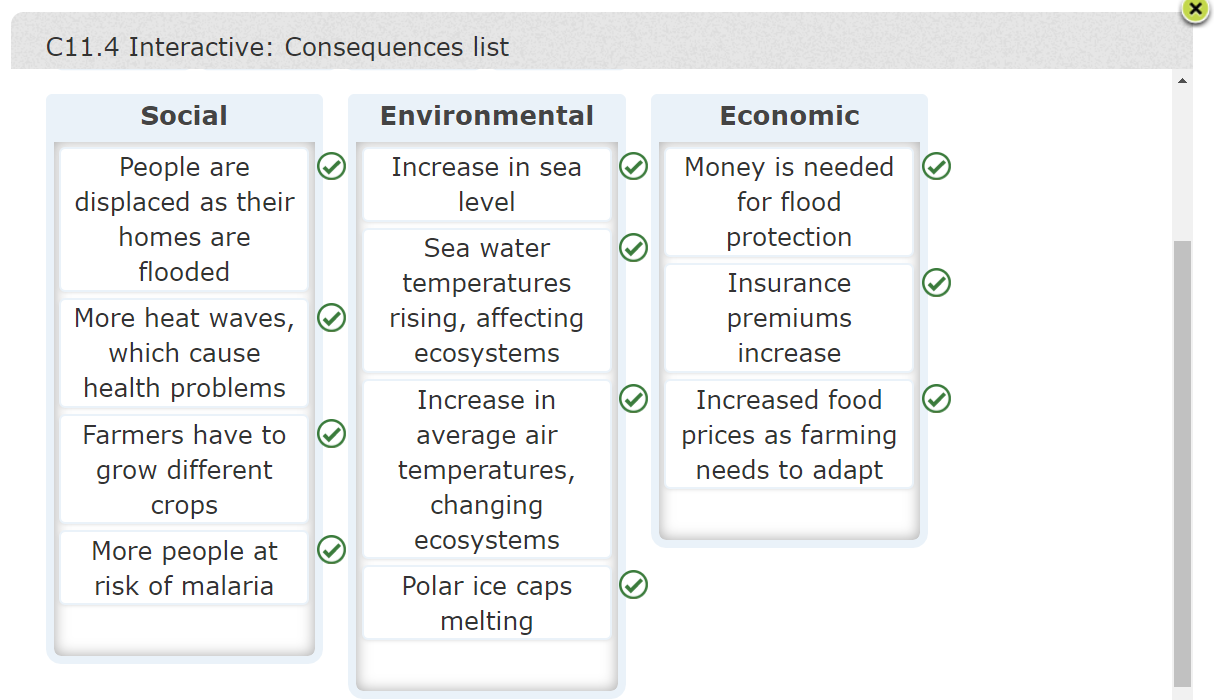 C11.4 Interactive: Consequences list
Social
People are
displaced as their
homes are
flooded
More heat waves,
which cause
health problems
Farmers have to
grow different
crops
More people at
risk of malaria
Environmental
Increase in sea
level
Sea water
temperatures
rising, affecting
ecosystems
Increase in
average air
temperatures,
changing
ecosystems
Polar ice caps
melting
Economic
Money is needed
for flood
protection
Insurance
premiums
increase
Increased food
prices as farming
needs to adapt